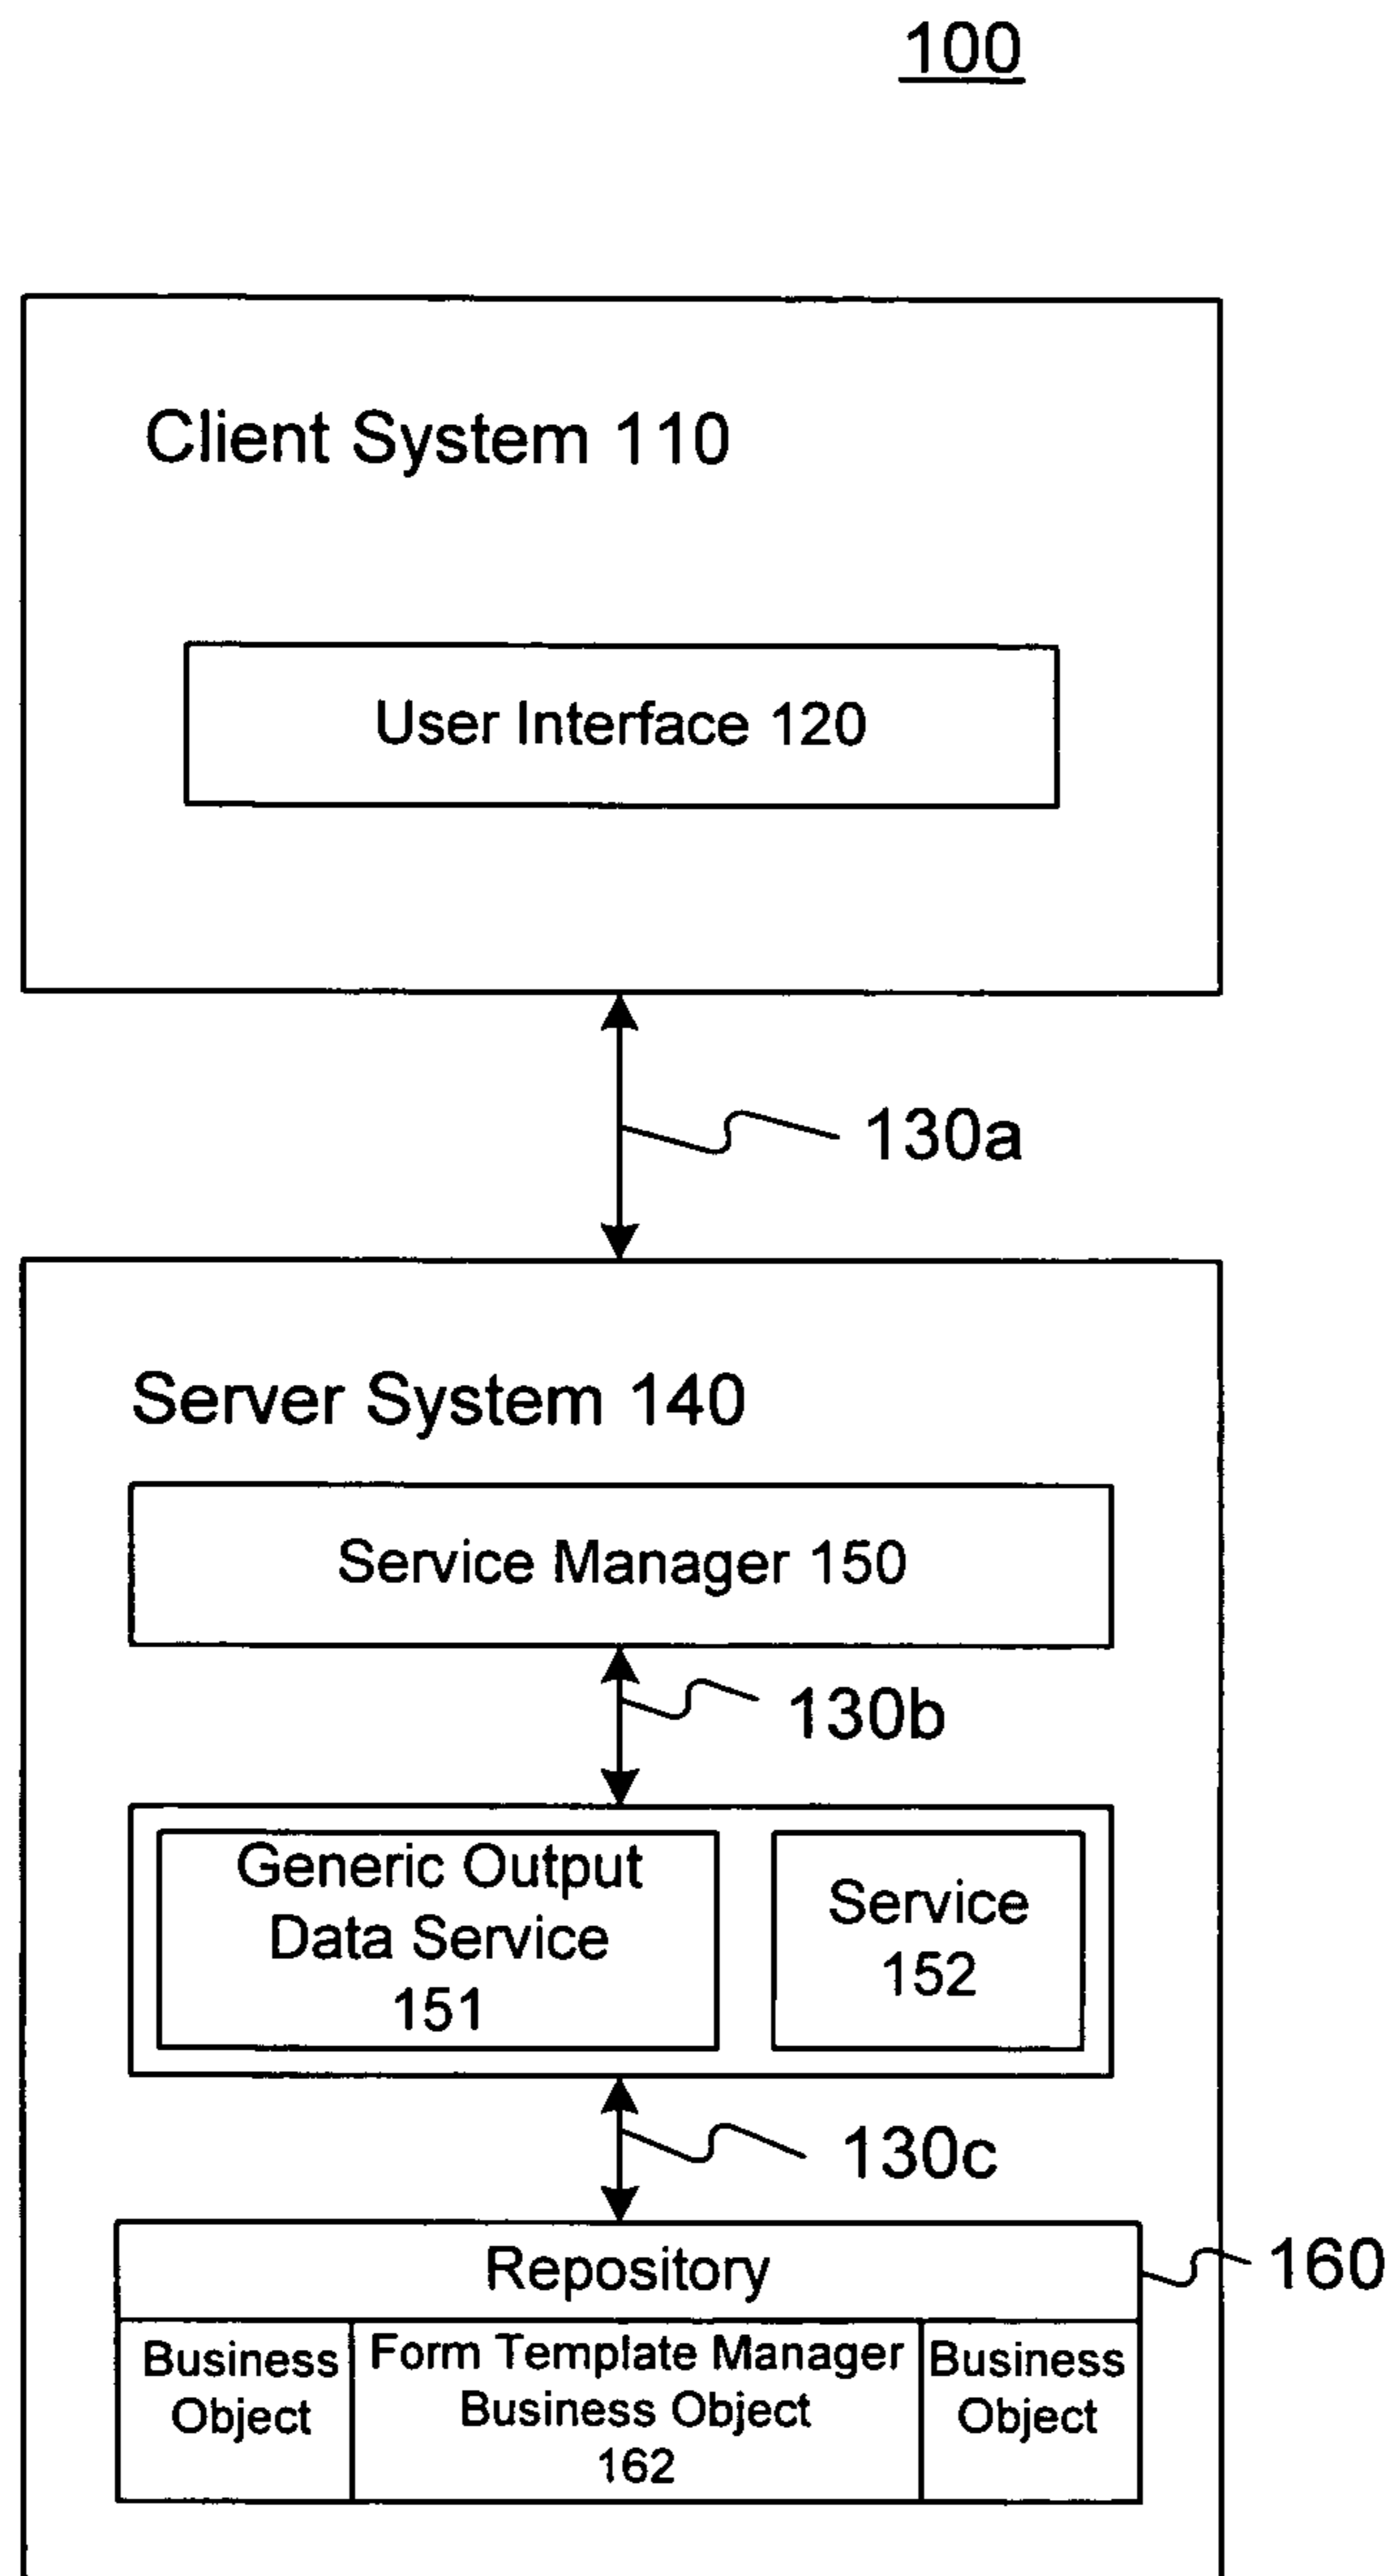 100
Client System 110
User Interface 120
130a
Server System 140
Service Manager 150
130b
Generic Output
Data Service
151
Service
152
130c
Repository
160
Business
Object
Form Template Manager
Business Object
162
Business
Object